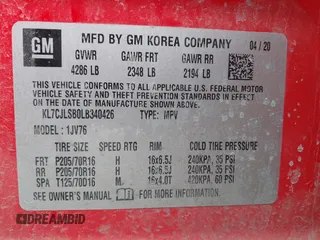 GM
MFD BY GM KOREA COMPANY 04/20
GVWR GAWR FRT GAWR RR
4286 LB 2348 LB 2194 LB
THIS VEHICLE CONFORMS TO ALL APPLICABLE U.S. FEDERAL MOTOR
VEHICLE SAFETY, BUMPER, AND THEFT PREVENTION STANDARDS IN
EFFECT ON THE DATE OF MANUFACTURE SHOWN ABOVE.
KL7CJLSB0LB340426 TYPE: MPV
MODEL: 1JV76
TIRE SIZE SPEED RTG RIM COLD TIRE PRESSURE
FRT P205/70R16 H 16x6.5J 240KPA, 35 PSI
RR P205/70R16 H 16x6.5J 240KPA, 35 PSI
SPA T125/70D16 M 16x4.0T 420KPA, 60 PSI
SEE OWNER'S MANUAL FOR ADDITIONAL INFORMATION.
DREAMBID